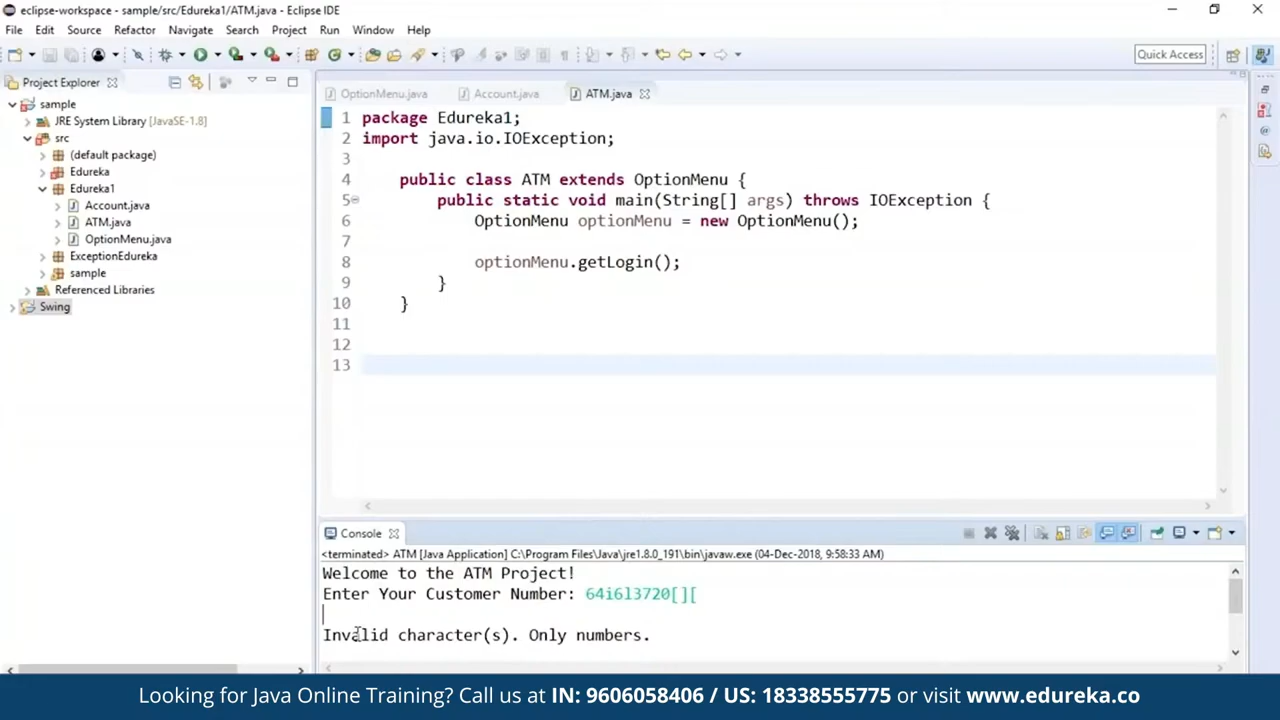 eclipse-workspace - sample/src/Edureka1/ATM.java - Eclipse IDE
File Edit Source Refactor Navigate Search Project Run Window Help
Quick Access
Project Explorer
OptionMenu.java Account.java ATM.java
sample
JRE System Library [JavaSE-1.8]
src
(default package)
Edureka
Edureka1
Account.java
ATM.java
OptionMenu.java
ExceptionEdureka
sample
Referenced Libraries
Swing
1 package Edureka1;
2 import java.io.IOException;
3
4 public class ATM extends OptionMenu {
5 public static void main(String[] args) throws IOException {
6 OptionMenu optionMenu = new OptionMenu();
7
8 optionMenu.getLogin();
9 }
10 }
11
12
13
Console
<terminated> ATM [Java Application] C:\Program Files\Java\jre1.8.0_191\bin\javaw.exe (04-Dec-2018, 9:58:33 AM)
Welcome to the ATM Project!
Enter Your Customer Number: 64i6l3720[][
Invalid character(s). Only numbers.
Looking for Java Online Training? Call us at IN: 9606058406 / US: 18338555775 or visit www.edureka.co